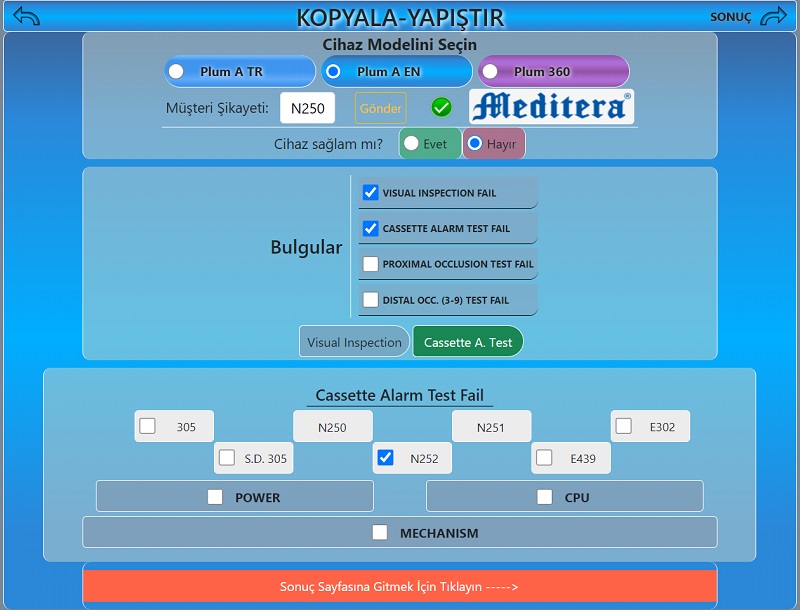 KOPYALA-YAPIŞTIR
SONUÇ
Cihaz Modelini Seçin
Plum A TR
Plum A EN
Plum 360
Müşteri Şikayeti:
N250
Gönder
Meditera®
Cihaz sağlam mı?
Evet
Hayır
Bulgular
VISUAL INSPECTION FAIL
CASSETTE ALARM TEST FAIL
PROXIMAL OCCLUSION TEST FAIL
DISTAL OCC. (3-9) TEST FAIL
Visual Inspection
Cassette A. Test
Cassette Alarm Test Fail
305
N250
N251
E302
S.D. 305
N252
E439
POWER
CPU
MECHANISM
Sonuç Sayfasına Gitmek İçin Tıklayın ----->